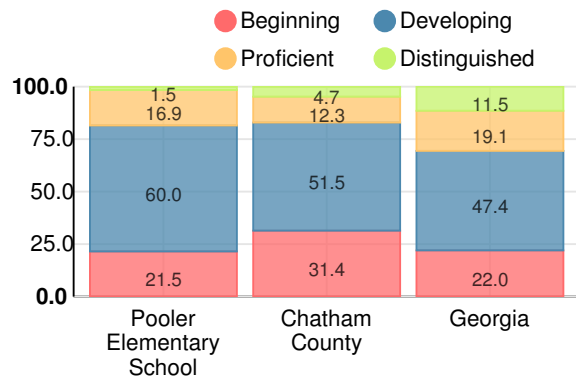 Beginning Developing
Proficient Distinguished
100.0
75.0
50.0
25.0
0.0
1.5
16.9
60.0
21.5
4.7
12.3
51.5
31.4
11.5
19.1
47.4
22.0
Pooler
Elementary
School
Chatham
County
Georgia